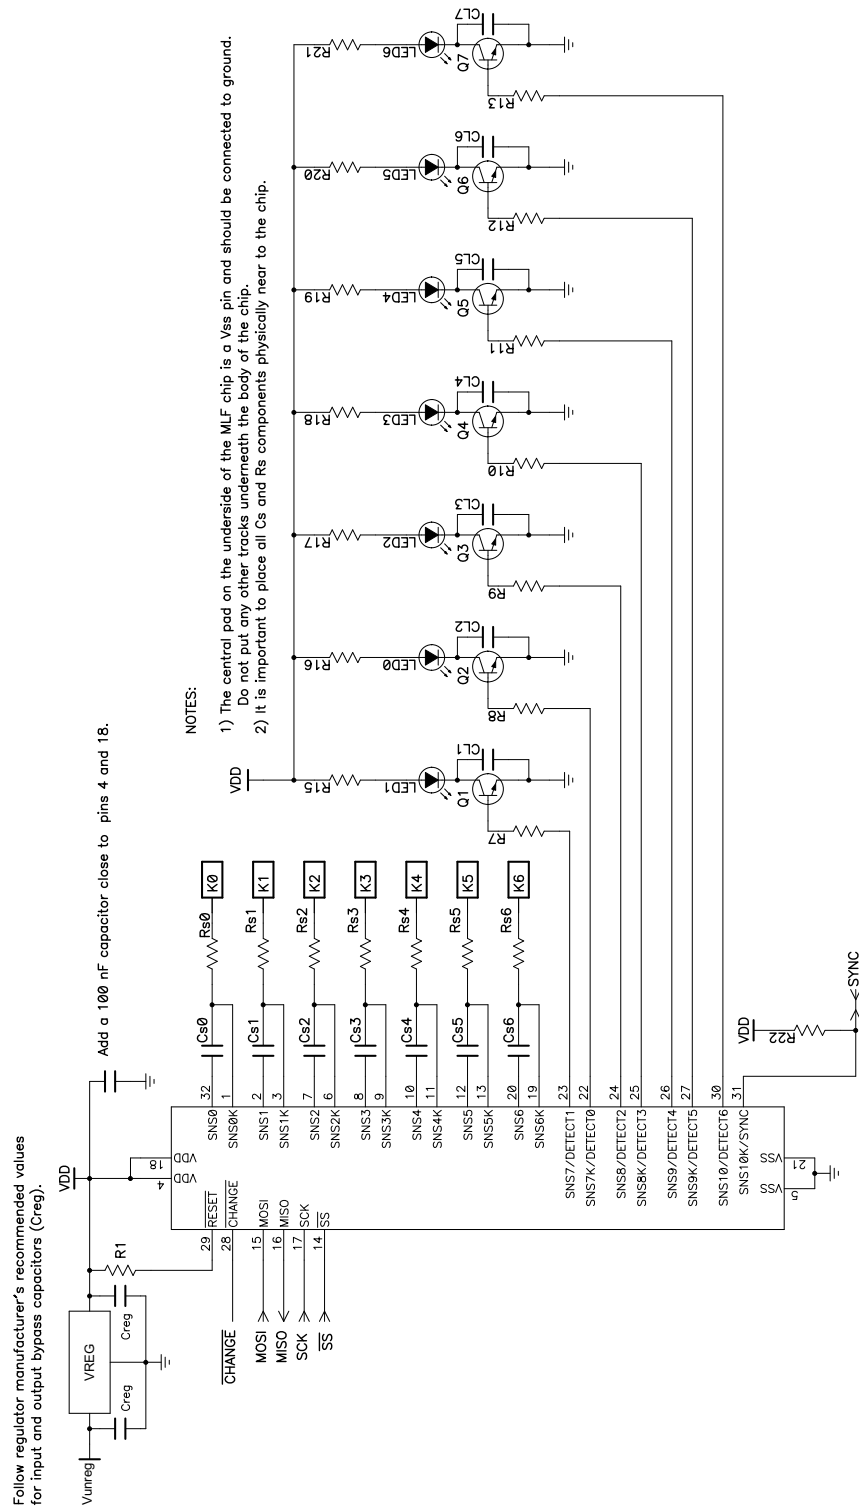 Follow regulator manufacturer's recommended values
for input and output bypass capacitors (Creg).
Vunreg
VREG
Creg
Creg
R1
VDD
Add a 100 nF capacitor close to pins 4 and 18.
NOTES:
1) The central pad on the underside of the MLF chip is a Vss pin and should be connected to ground.
Do not put any other tracks underneath the body of the chip.
2) It is important to place all Cs and Rs components physically near to the chip.
4
VDD
18
VDD
29
RESET
28
CHANGE
15
MOSI
16
MISO
17
SCK
14
SS
CHANGE
MOSI
MISO
SCK
SS
SNS0
32
Cs0
Rs0
K0
SNS0K
1
SNS1
2
Cs1
Rs1
K1
SNS1K
3
SNS2
7
Cs2
Rs2
K2
SNS2K
6
SNS3
8
Cs3
Rs3
K3
SNS3K
9
SNS4
10
Cs4
Rs4
K4
SNS4K
11
SNS5
12
Cs5
Rs5
K5
SNS5K
13
SNS6
20
Cs6
Rs6
K6
SNS6K
19
SNS7/DETECT1
23
SNS7K/DETECT0
22
SNS8/DETECT2
24
SNS8K/DETECT3
25
SNS9/DETECT4
26
SNS9K/DETECT5
27
SNS10/DETECT6
30
SNS10K/SYNC
31
VSS
5
VSS
21
VDD
R22
SYNC
VDD
R15
LED1
Q1
CL1
R7
R16
LED0
Q2
CL2
R8
R17
LED2
Q3
CL3
R9
R18
LED3
Q4
CL4
R10
R19
LED4
Q5
CL5
R11
R20
LED5
Q6
CL6
R12
R21
LED6
Q7
CL7
R13